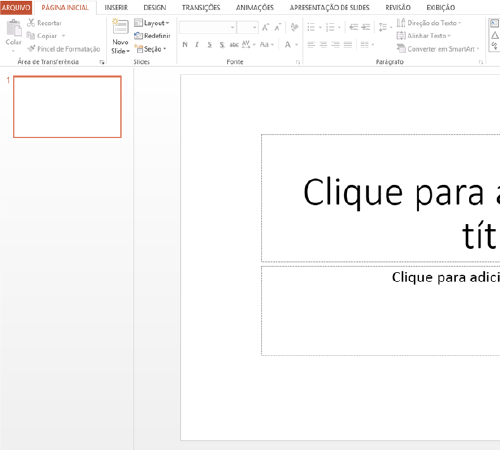 ARQUIVO PÁGINA INICIAL INSERIR DESIGN TRANSIÇÕES ANIMAÇÕES APRESENTAÇÃO DE SLIDES REVISÃO EXIBIÇÃO
Colar
Recortar
Copiar
Pincel de Formatação
Área de Transferência
Novo
Slide
Layout
Redefinir
Seção
Slides
N I S S abc AV Aa A
Fonte
Direção do Texto
Alinhar Texto
Converter em SmartArt
Parágrafo
1
Clique para a
tít
Clique para adici